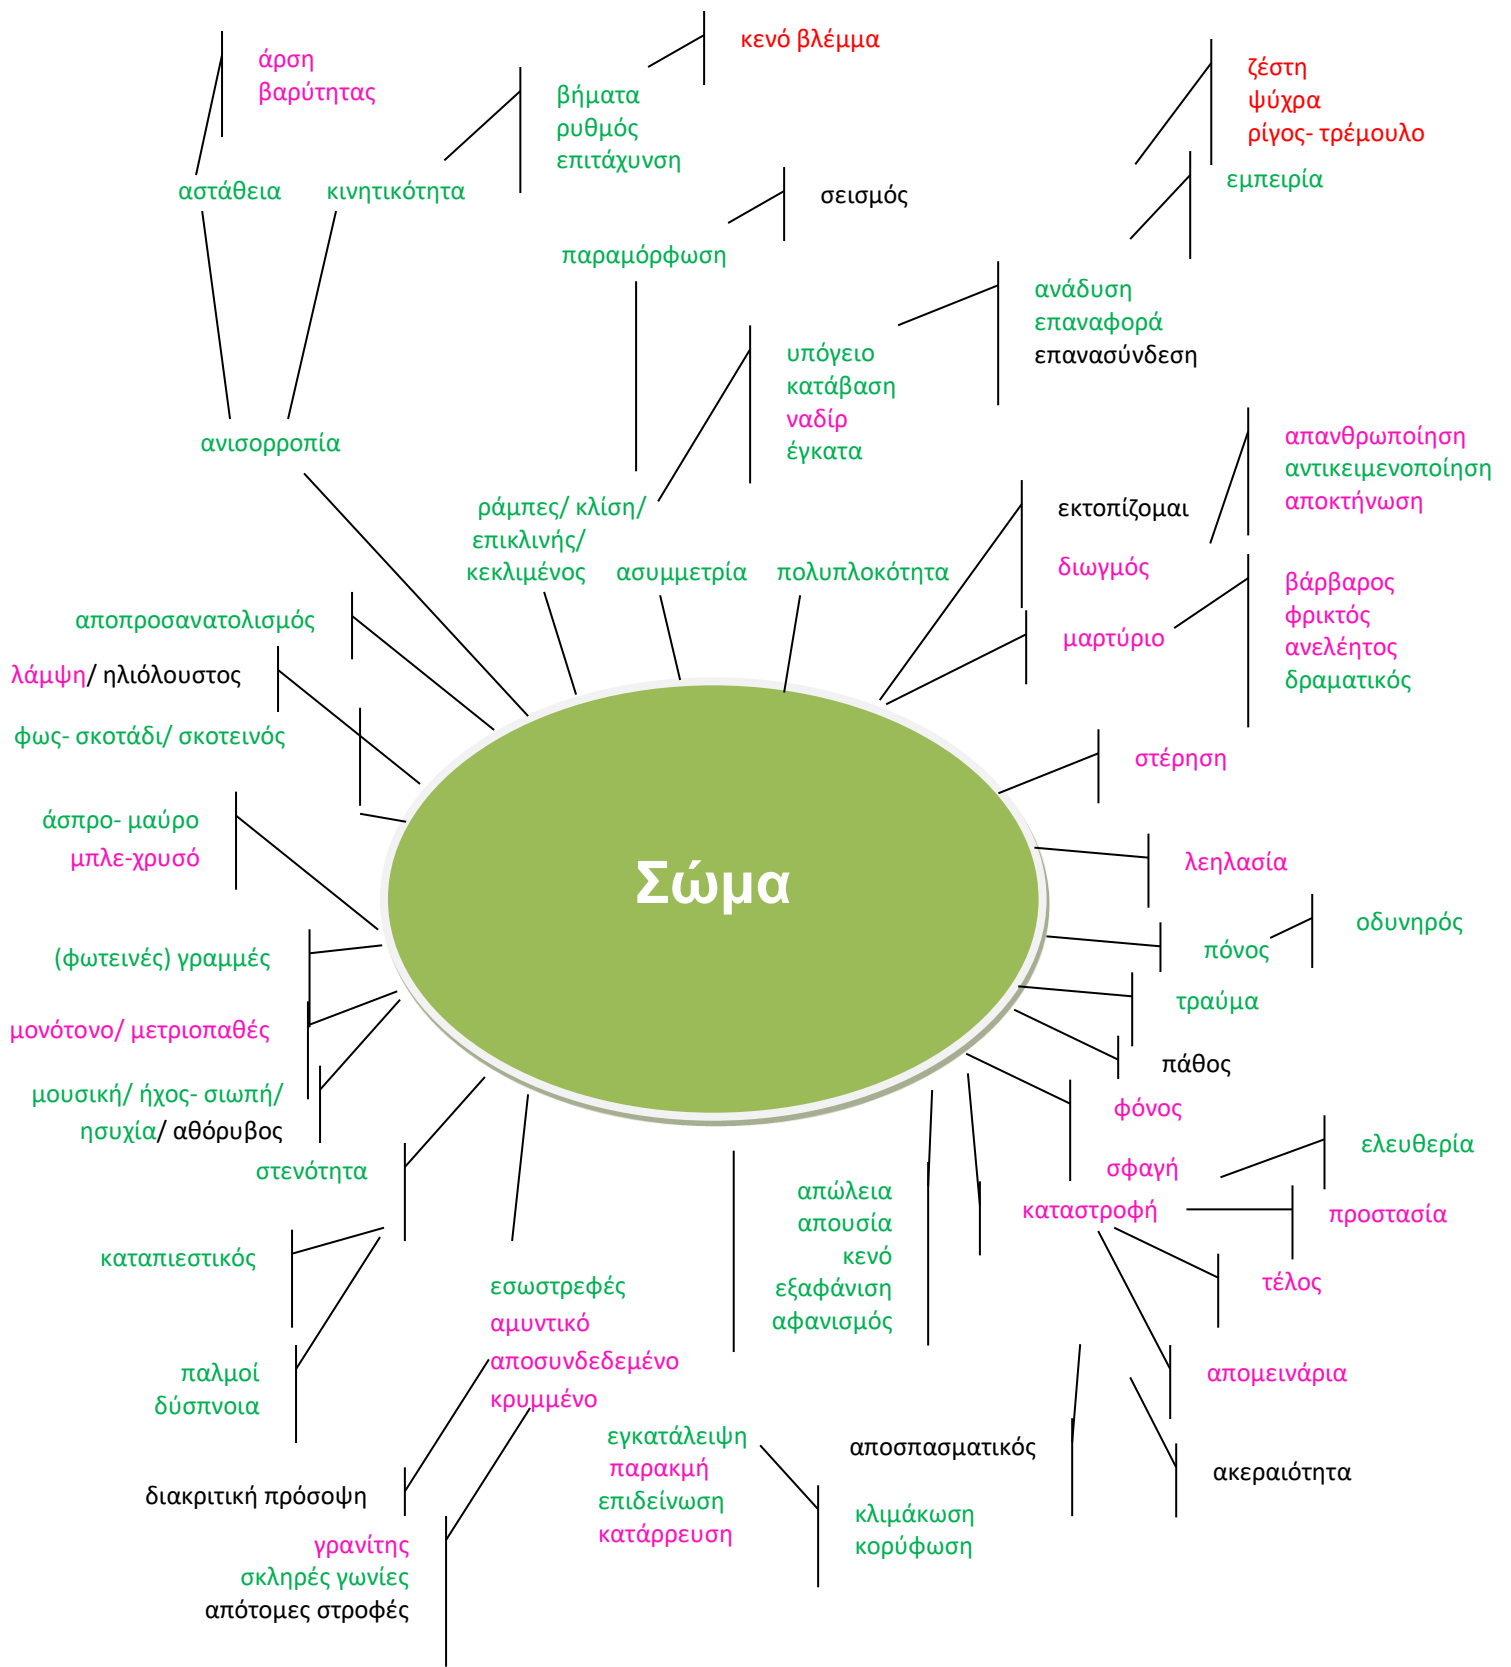 κενό βλέμμα
άρση
βαρύτητας
ζέστη
ψύχρα
ρίγος- τρέμουλο
βήματα
ρυθμός
επιτάχυνση
αστάθεια
κινητικότητα
σεισμός
εμπειρία
παραμόρφωση
ανάδυση
επαναφορά
επανασύνδεση
υπόγειο
κατάβαση
ναδίρ
έγκατα
ανισορροπία
απανθρωποίηση
αντικειμενοποίηση
αποκτήνωση
ράμπες/ κλίση/
επικλινής/
κεκλιμένος
ασυμμετρία
πολυπλοκότητα
εκτοπίζομαι
διωγμός
μαρτύριο
βάρβαρος
φρικτός
ανελέητος
δραματικός
αποπροσανατολισμός
λάμψη/ ηλιόλουστος
φως- σκοτάδι/ σκοτεινός
στέρηση
άσπρο- μαύρο
μπλε-χρυσό
Σώμα
λεηλασία
(φωτεινές) γραμμές
πόνος
οδυνηρός
μονότονο/ μετριοπαθές
τραύμα
πάθος
μουσική/ ήχος- σιωπή/
ησυχία/ αθόρυβος
φόνος
σφαγή
ελευθερία
στενότητα
απώλεια
απουσία
κενό
εξαφάνιση
αφανισμός
καταστροφή
προστασία
καταπιεστικός
τέλος
εσωστρεφές
αμυντικό
αποσυνδεδεμένο
κρυμμένο
παλμοί
δύσπνοια
απομεινάρια
εγκατάλειψη
παρακμή
επιδείνωση
κατάρρευση
αποσπασματικός
ακεραιότητα
διακριτική πρόσοψη
κλιμάκωση
κορύφωση
γρανίτης
σκληρές γωνίες
απότομες στροφές